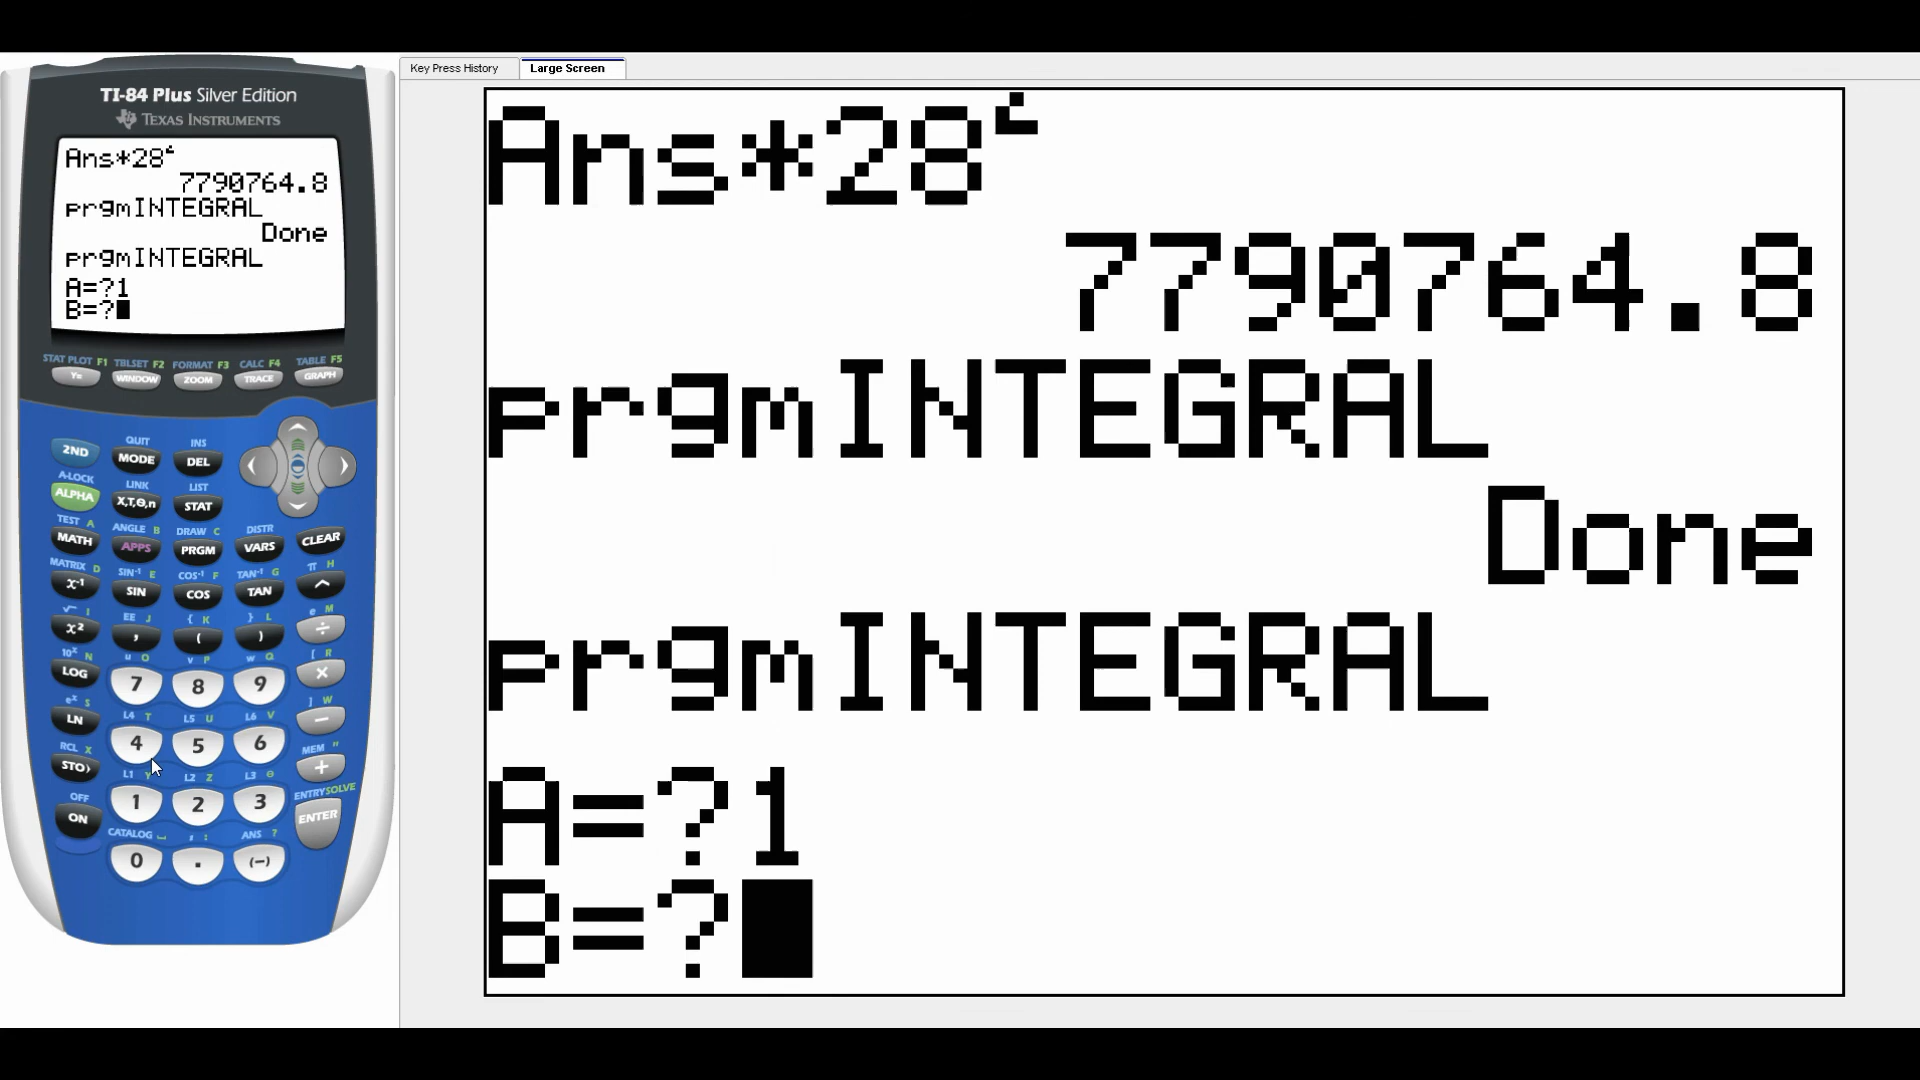 Key Press History
Large Screen
TI-84 Plus Silver Edition
TEXAS INSTRUMENTS
Ans*28²
7790764.8
prgmINTEGRAL
Done
prgmINTEGRAL
A=?1
B=?
STAT PLOT F1 TBLSET F2 FORMAT F3 CALC F4 TABLE F5
Y= WINDOW ZOOM TRACE GRAPH
QUIT INS
2ND MODE DEL
A-LOCK LINK LIST
ALPHA X,T,Θ,n STAT
TEST A ANGLE B DRAW C DISTR
MATH APPS PRGM VARS CLEAR
MATRIX D SIN⁻¹ E COS⁻¹ F TAN⁻¹ G π H
x⁻¹ SIN COS TAN ^
√ I EE J { K } L e M
x² , ( ) ÷
10ˣ N u O v P w Q [ R
LOG 7 8 9 ×
eˣ S L4 T L5 U L6 V ] W
LN 4 5 6 −
RCL X L1 Y L2 Z L3 Θ MEM "
STO› 1 2 3 +
OFF CATALOG ⎵ , : ANS ? ENTRY SOLVE
ON 0 . (−) ENTER
Ans*28²
7790764.8
prgmINTEGRAL
Done
prgmINTEGRAL
A=?1
B=?